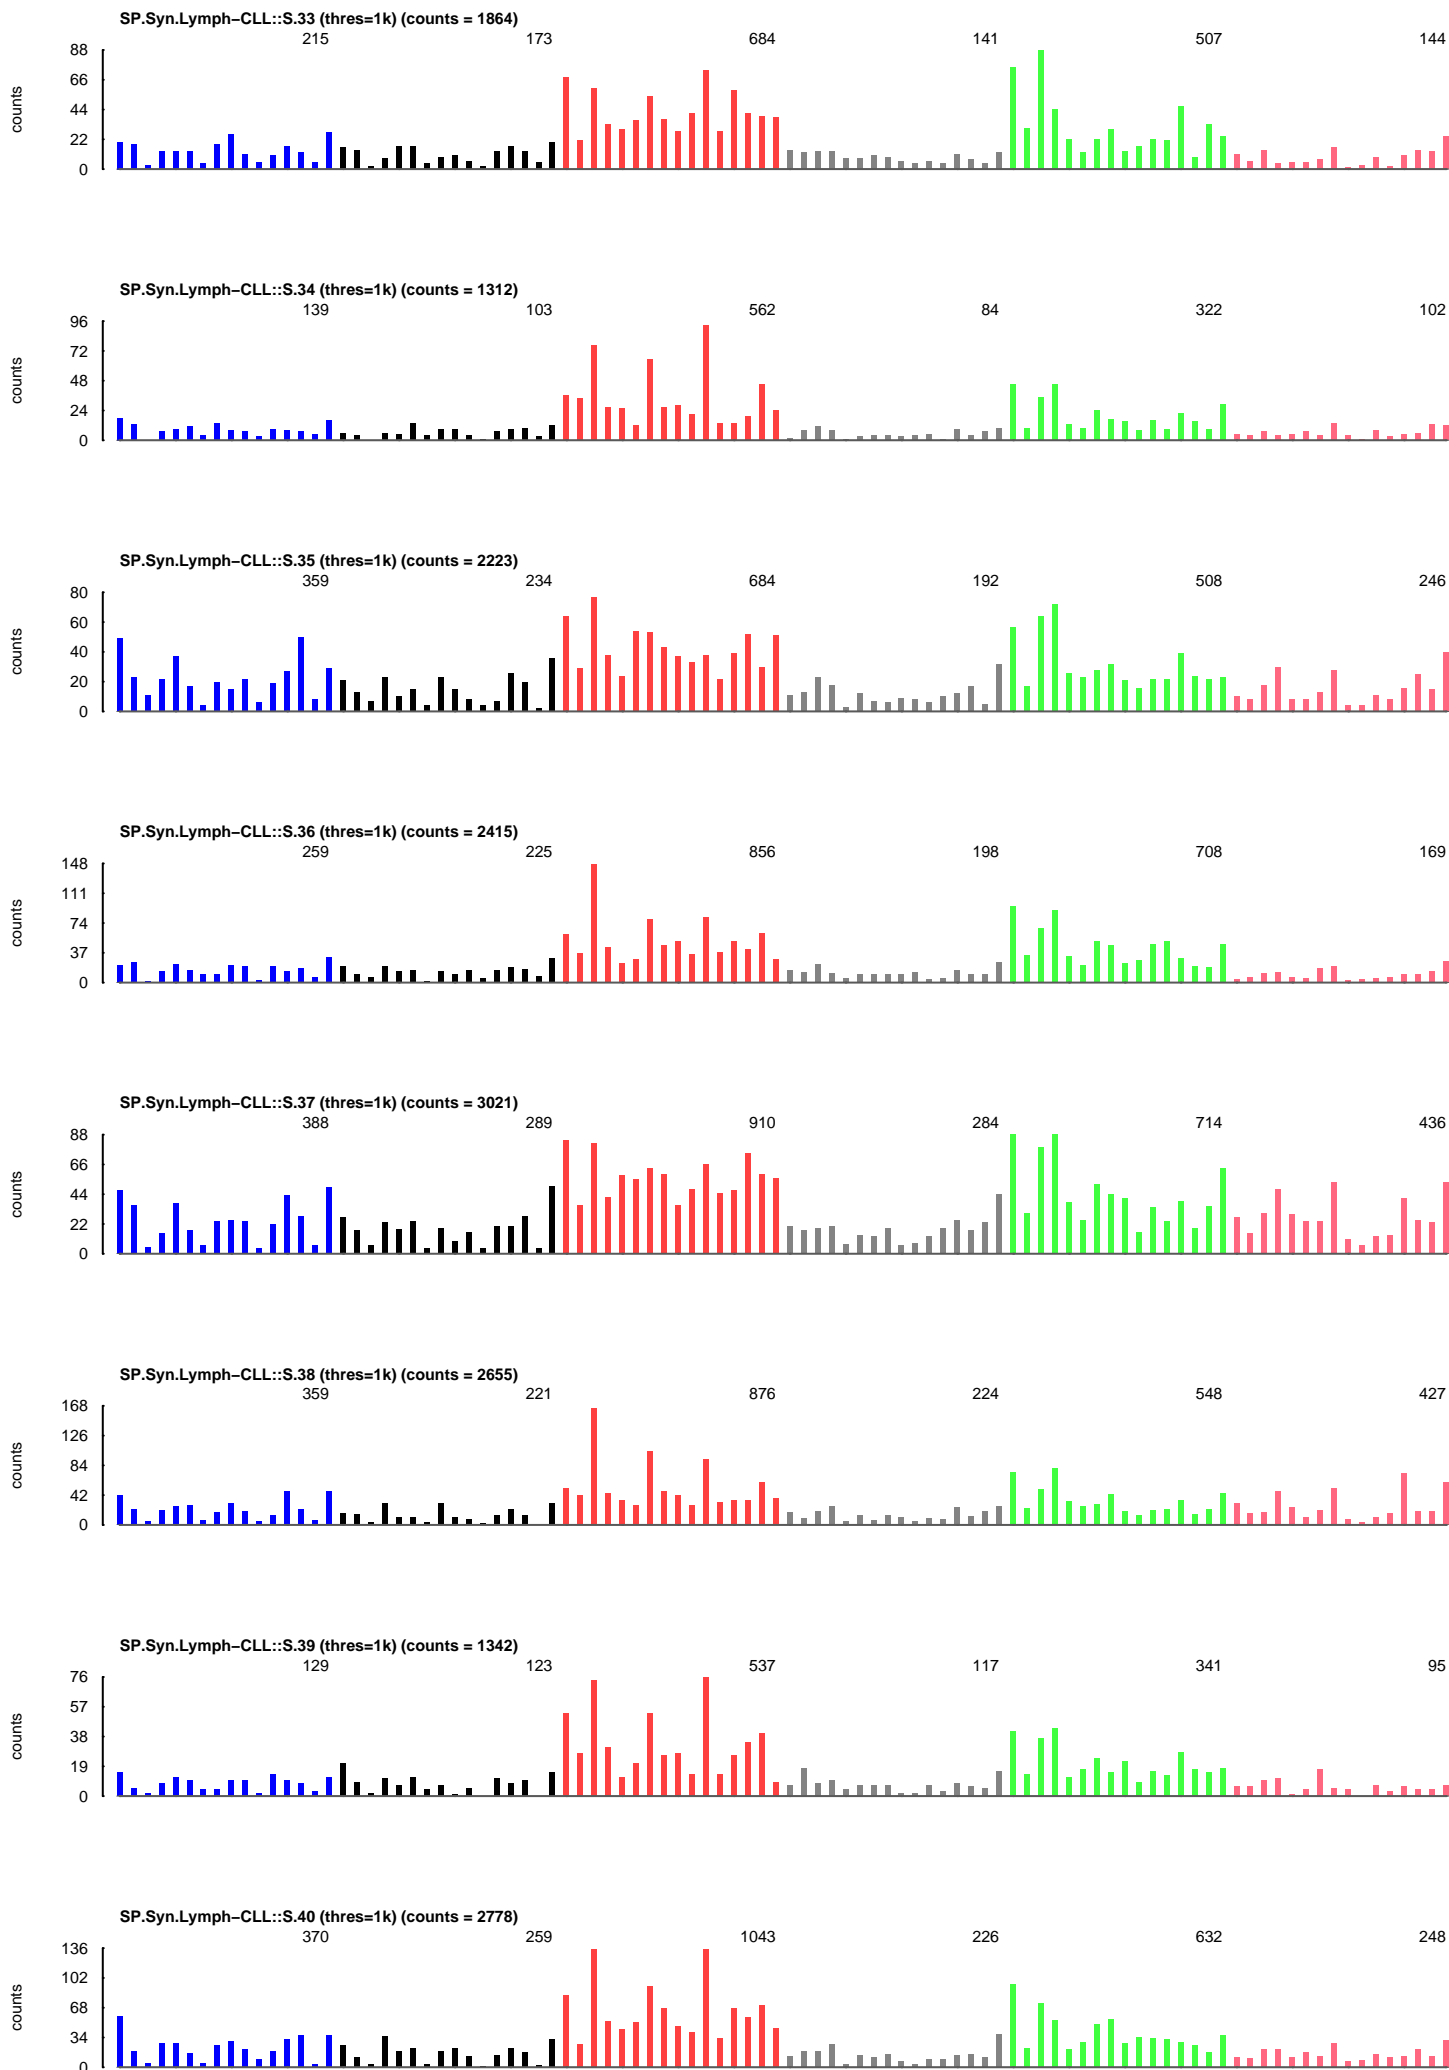 SP.Syn.Lymph−CLL::S.33 (thres=1k) (counts = 1864)
215 173 684 141 507 144
88
66
44
22
0
counts
SP.Syn.Lymph−CLL::S.34 (thres=1k) (counts = 1312)
139 103 562 84 322 102
96
72
48
24
0
counts
SP.Syn.Lymph−CLL::S.35 (thres=1k) (counts = 2223)
359 234 684 192 508 246
80
60
40
20
0
counts
SP.Syn.Lymph−CLL::S.36 (thres=1k) (counts = 2415)
259 225 856 198 708 169
148
111
74
37
0
counts
SP.Syn.Lymph−CLL::S.37 (thres=1k) (counts = 3021)
388 289 910 284 714 436
88
66
44
22
0
counts
SP.Syn.Lymph−CLL::S.38 (thres=1k) (counts = 2655)
359 221 876 224 548 427
168
126
84
42
0
counts
SP.Syn.Lymph−CLL::S.39 (thres=1k) (counts = 1342)
129 123 537 117 341 95
76
57
38
19
0
counts
SP.Syn.Lymph−CLL::S.40 (thres=1k) (counts = 2778)
370 259 1043 226 632 248
136
102
68
34
0
counts